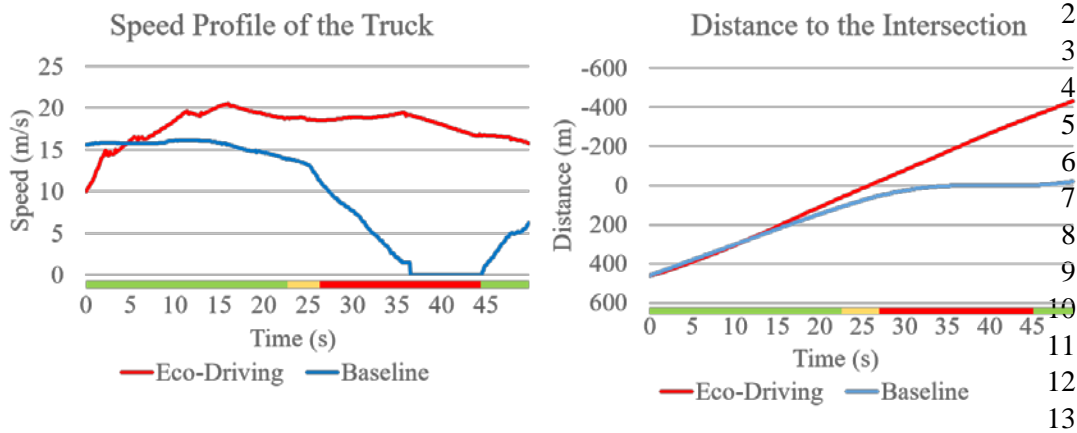 Speed Profile of the Truck
25
20
15
10
5
0
Speed (m/s)
0 5 10 15 20 25 30 35 40 45
Time (s)
Eco-Driving Baseline
Distance to the Intersection
-600
-400
-200
0
200
400
600
Distance (m)
0 5 10 15 20 25 30 35 40 45
Time (s)
Eco-Driving Baseline
2
3
4
5
6
7
8
9
10
11
12
13